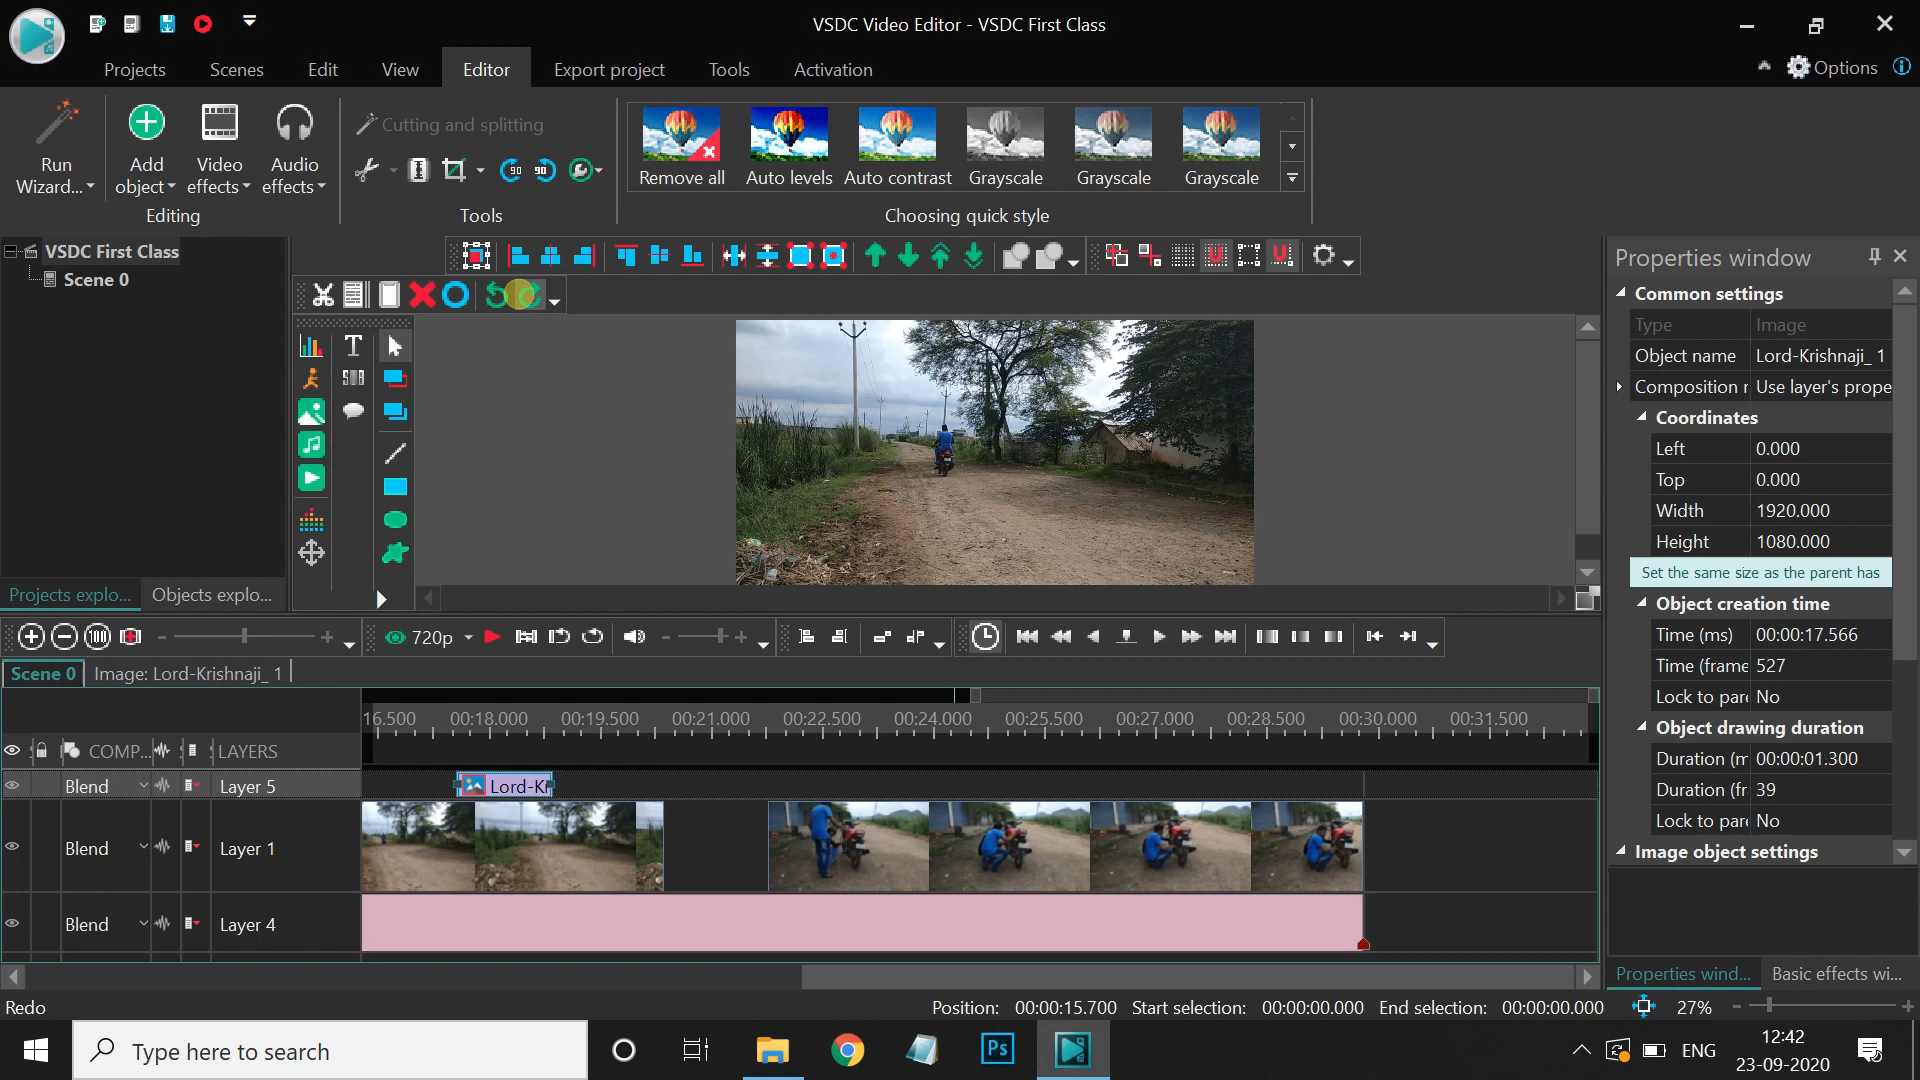 VSDC Video Editor - VSDC First Class
Projects Scenes Edit View Editor Export project Tools Activation
Options
Run Wizard...
Add object
Video effects
Audio effects
Editing
Cutting and splitting
Tools
Remove all Auto levels Auto contrast Grayscale Grayscale Grayscale
Choosing quick style
VSDC First Class
Scene 0
Projects explo... Objects explo...
Properties window
Common settings
Type Image
Object name Lord-Krishnaji_ 1
Composition r Use layer's prope
Coordinates
Left 0.000
Top 0.000
Width 1920.000
Height 1080.000
Set the same size as the parent has
Object creation time
Time (ms) 00:00:17.566
Time (frame 527
Lock to pare No
Object drawing duration
Duration (m 00:00:01.300
Duration (fr 39
Lock to pare No
Image object settings
Properties wind... Basic effects wi...
720p
Scene 0 Image: Lord-Krishnaji_ 1
16.500 00:18.000 00:19.500 00:21.000 00:22.500 00:24.000 00:25.500 00:27.000 00:28.500 00:30.000 00:31.500
COMP... LAYERS
Blend Layer 5 Lord-Kr
Blend Layer 1
Blend Layer 4
Redo
Position: 00:00:15.700 Start selection: 00:00:00.000 End selection: 00:00:00.000 27%
Type here to search
Ps
ENG
12:42
23-09-2020